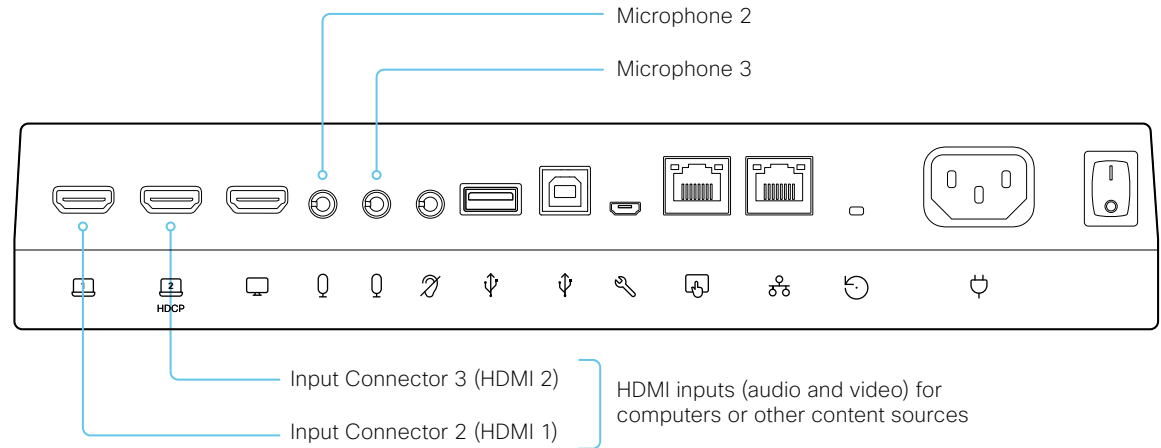 Microphone 2
Microphone 3
2
HDCP
Input Connector 3 (HDMI 2)
HDMI inputs (audio and video) for
computers or other content sources
Input Connector 2 (HDMI 1)